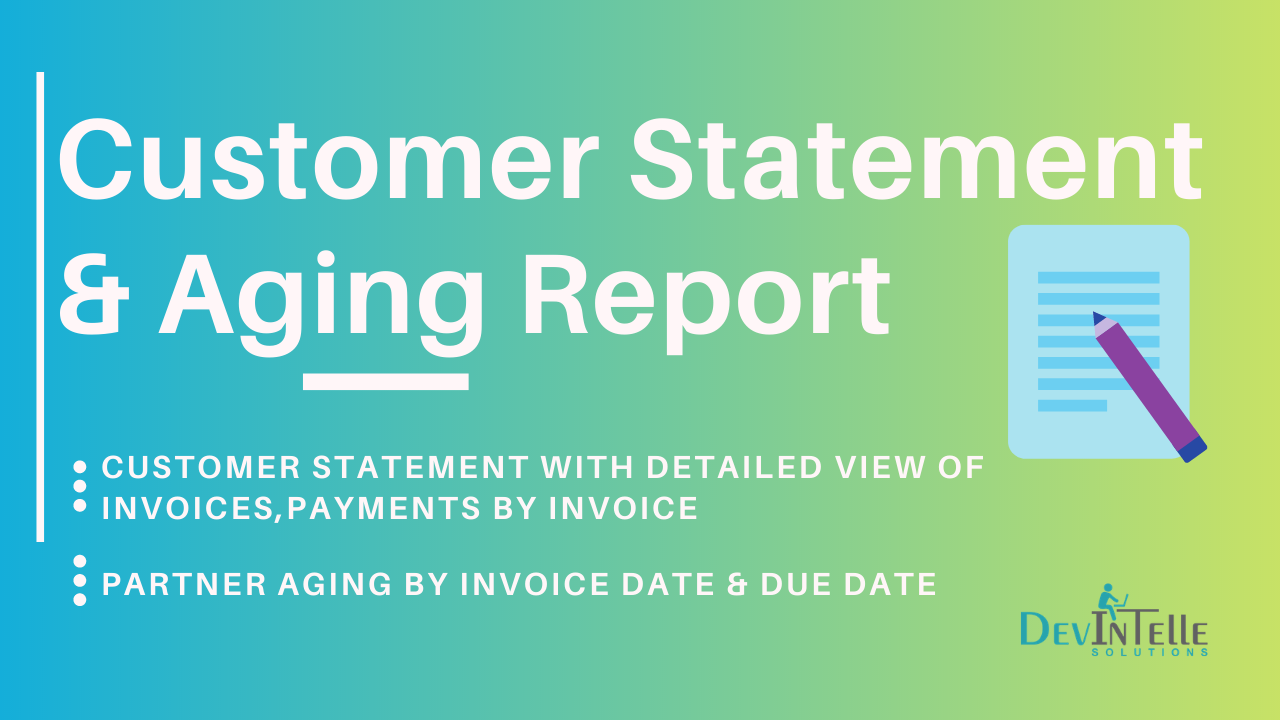 Customer Statement
& Aging Report
CUSTOMER STATEMENT WITH DETAILED VIEW OF
INVOICES,PAYMENTS BY INVOICE
PARTNER AGING BY INVOICE DATE & DUE DATE
DEVINTELLE
SOLUTIONS